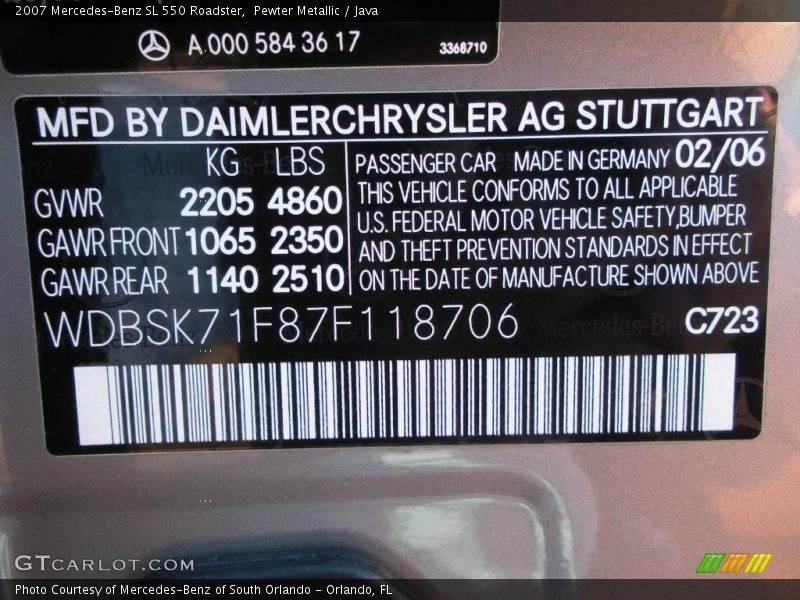 2007 Mercedes-Benz SL 550 Roadster,  Pewter Metallic / Java
A 000 584 36 17
3368710
MFD BY DAIMLERCHRYSLER AG STUTTGART
KG LBS
GVWR 2205 4860
GAWR FRONT 1065 2350
GAWR REAR 1140 2510
PASSENGER CAR MADE IN GERMANY 02/06
THIS VEHICLE CONFORMS TO ALL APPLICABLE
U.S. FEDERAL MOTOR VEHICLE SAFETY,BUMPER
AND THEFT PREVENTION STANDARDS IN EFFECT
ON THE DATE OF MANUFACTURE SHOWN ABOVE
WDBSK71F87F118706 C723
GTCARLOT.COM
Photo Courtesy of Mercedes-Benz of South Orlando - Orlando, FL